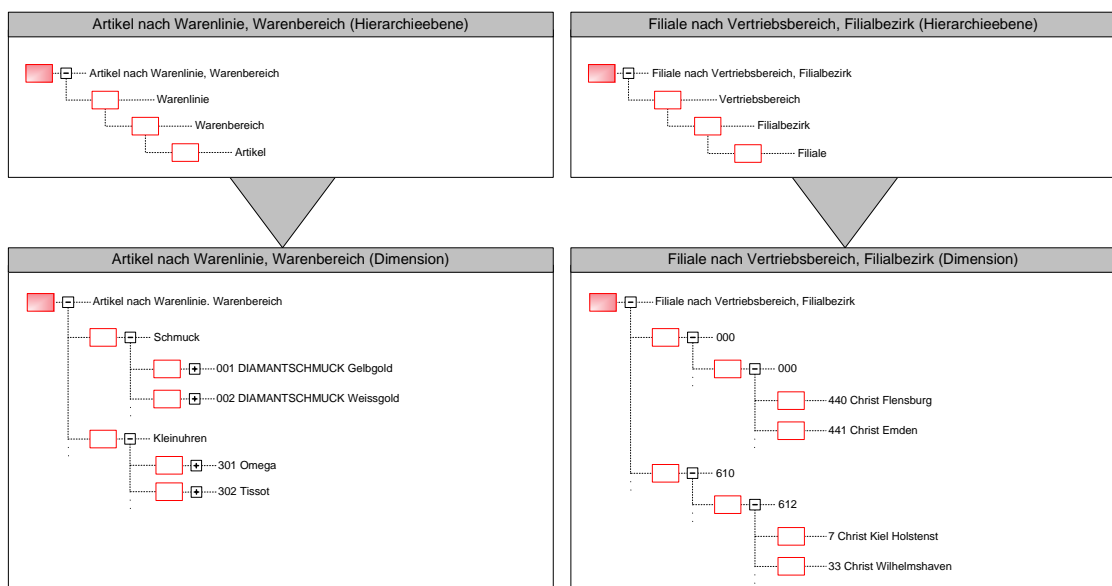 Artikel nach Warenlinie, Warenbereich (Hierarchieebene)
Artikel nach Warenlinie, Warenbereich
Warenlinie
Warenbereich
Artikel
Filiale nach Vertriebsbereich, Filialbezirk (Hierarchieebene)
Filiale nach Vertriebsbereich, Filialbezirk
Vertriebsbereich
Filialbezirk
Filiale
Artikel nach Warenlinie, Warenbereich (Dimension)
Artikel nach Warenlinie. Warenbereich
Schmuck
001 DIAMANTSCHMUCK Gelbgold
002 DIAMANTSCHMUCK Weissgold
Kleinuhren
301 Omega
302 Tissot
Filiale nach Vertriebsbereich, Filialbezirk (Dimension)
Filiale nach Vertriebsbereich, Filialbezirk
000
000
440 Christ Flensburg
441 Christ Emden
610
612
7 Christ Kiel Holstenst
33 Christ Wilhelmshaven